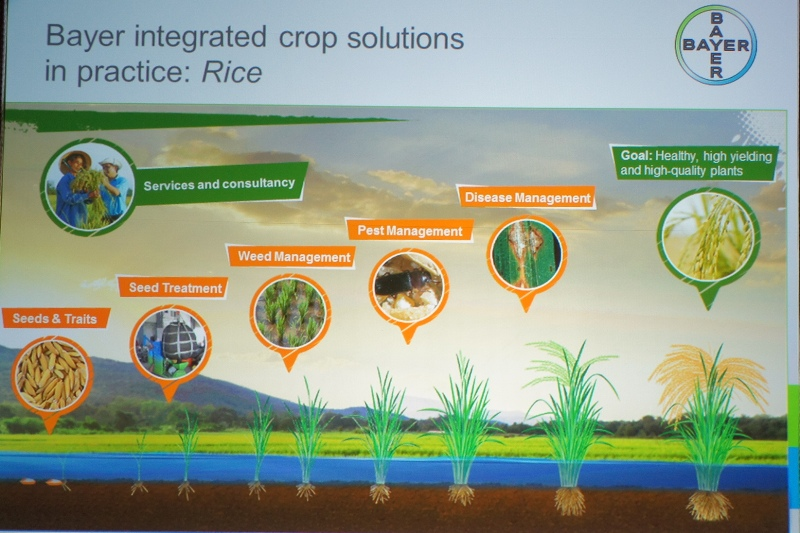 Bayer integrated crop solutions
in practice: Rice
BAYER
BAYER
Services and consultancy
Goal: Healthy, high yielding
and high-quality plants
Disease Management
Pest Management
Weed Management
Seed Treatment
Seeds & Traits